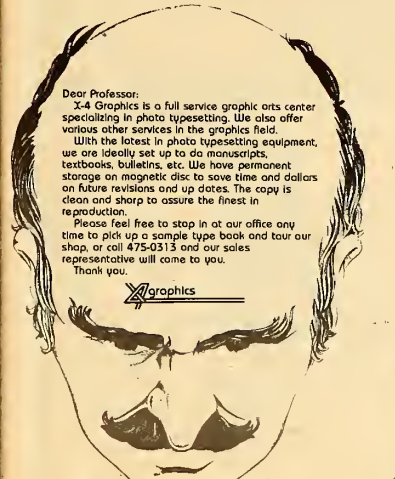 Dear Professor:
X-4 Graphics is a full service graphic arts center
specializing in photo typesetting. We also offer
various other services in the graphics field.
With the latest in photo typesetting equipment,
we are ideally set up to do manuscripts,
textbooks, bulletins, etc. We have permanent
storage on magnetic disc to save time and dollars
on future revisions and up dates. The copy is
clean and sharp to assure the finest in
reproduction.
Please feel free to stop in at our office any
time to pick up a sample type book and tour our
shop, or call 475-0313 and our sales
representative will come to you.
Thank you.
X4 graphics